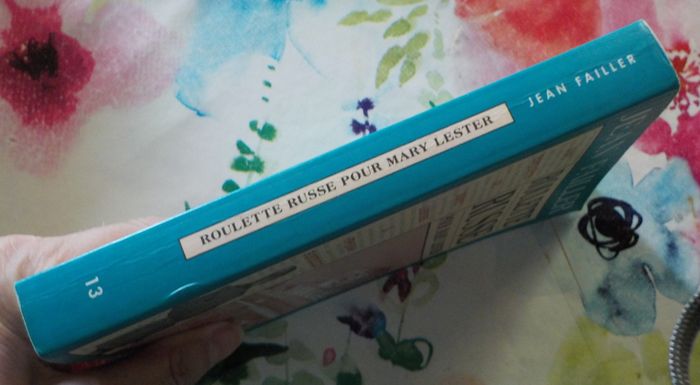 JEAN FAILLER
ROULETTE RUSSE POUR MARY LESTER
13